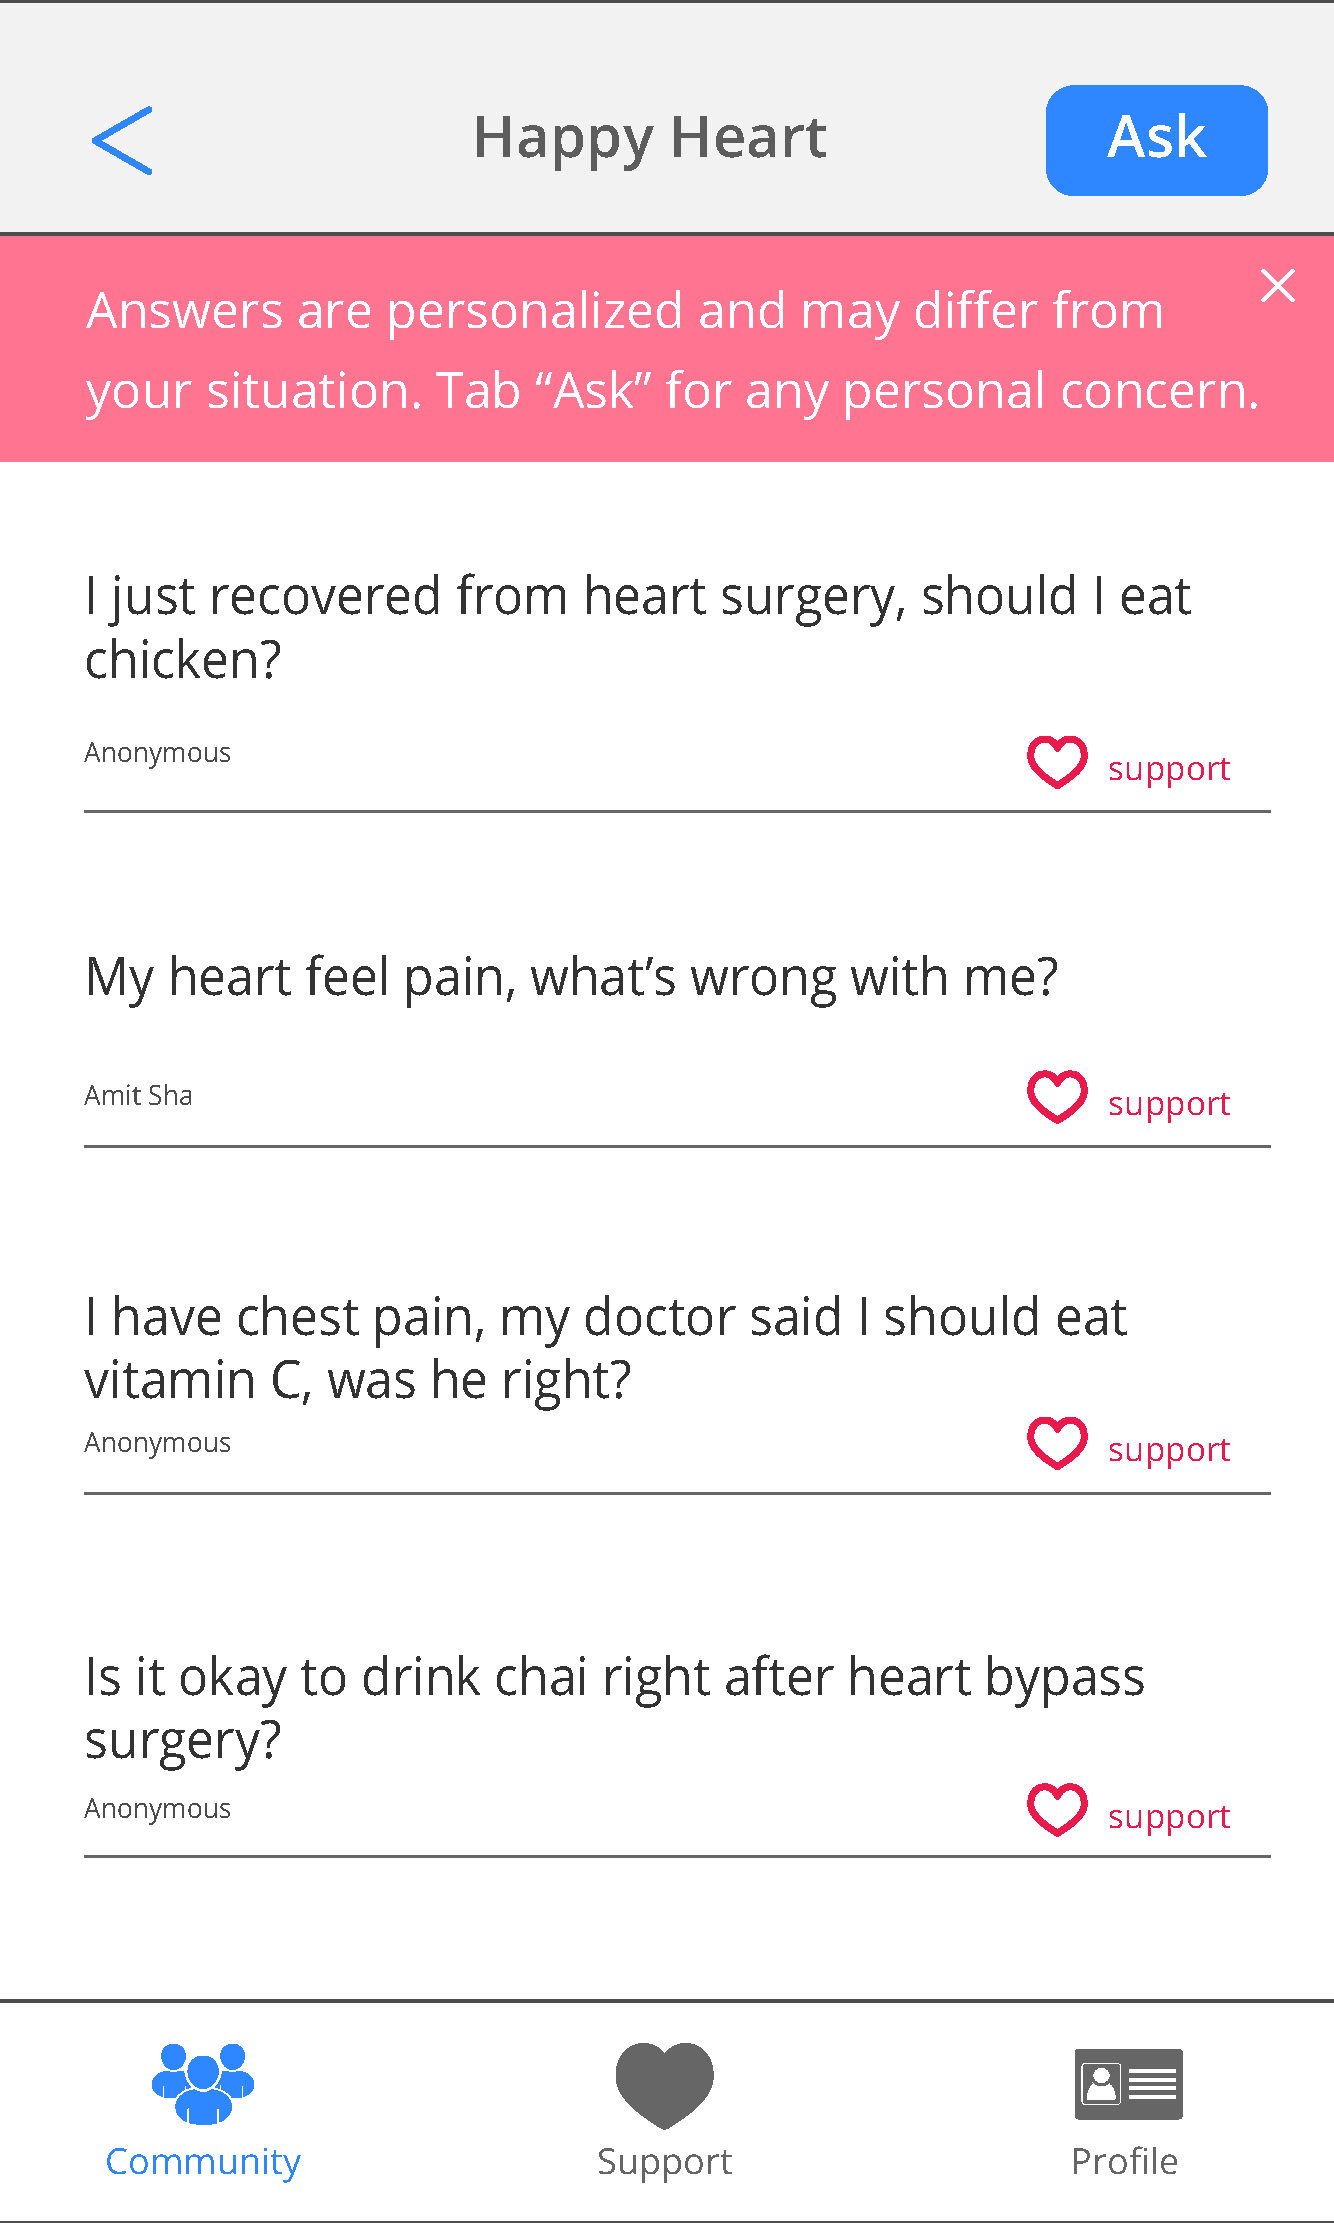 Happy Heart
Ask
Answers are personalized and may differ from
your situation. Tab “Ask” for any personal concern.
I just recovered from heart surgery, should I eat
chicken?
Anonymous
support
My heart feel pain, what’s wrong with me?
Amit Sha
support
I have chest pain, my doctor said I should eat
vitamin C, was he right?
Anonymous
support
Is it okay to drink chai right after heart bypass
surgery?
Anonymous
support
Community
Support
Profile